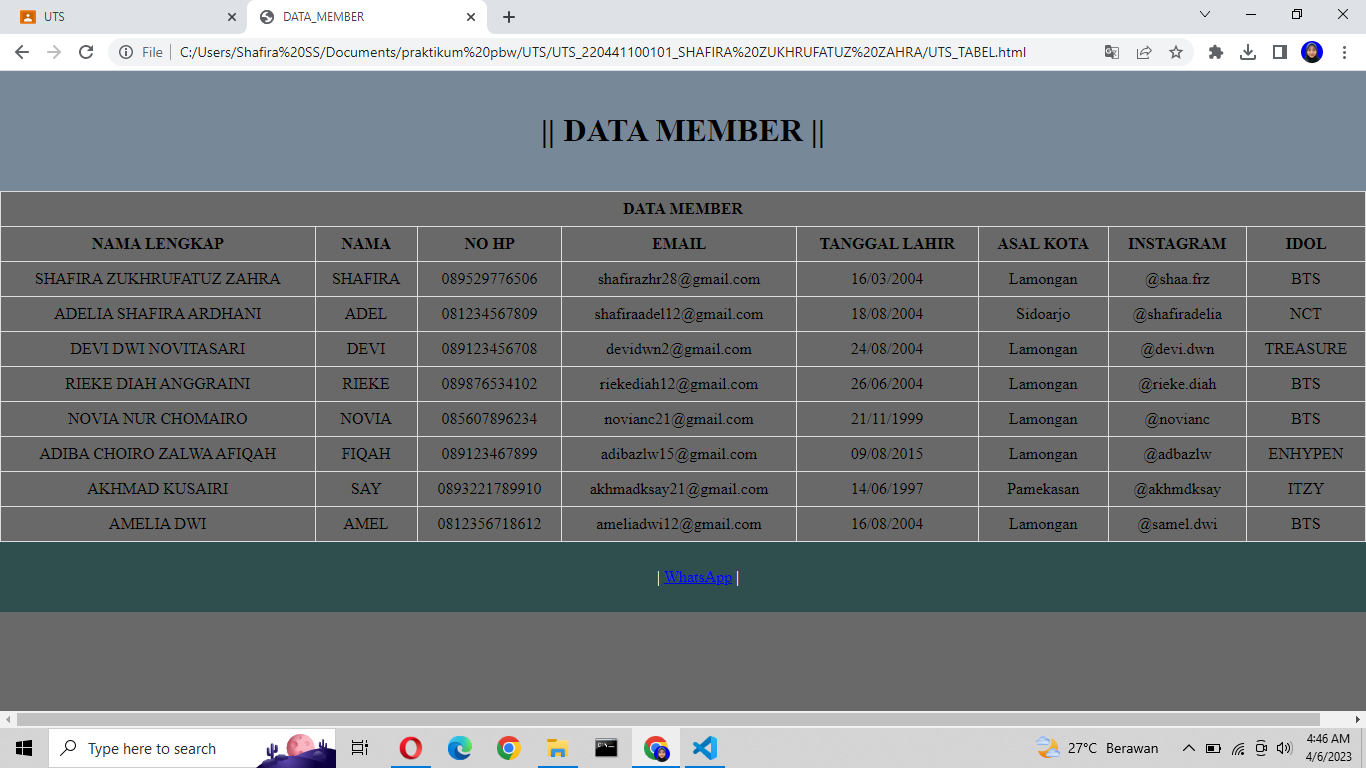 UTS
DATA_MEMBER
File | C:/Users/Shafira%20SS/Documents/praktikum%20pbw/UTS/UTS_220441100101_SHAFIRA%20ZUKHRUFATUZ%20ZAHRA/UTS_TABEL.html
|| DATA MEMBER ||
DATA MEMBER
NAMA LENGKAP NAMA NO HP EMAIL TANGGAL LAHIR ASAL KOTA INSTAGRAM IDOL
SHAFIRA ZUKHRUFATUZ ZAHRA SHAFIRA 089529776506 shafirazhr28@gmail.com 16/03/2004 Lamongan @shaa.frz BTS
ADELIA SHAFIRA ARDHANI ADEL 081234567809 shafiraadel12@gmail.com 18/08/2004 Sidoarjo @shafiradelia NCT
DEVI DWI NOVITASARI DEVI 089123456708 devidwn2@gmail.com 24/08/2004 Lamongan @devi.dwn TREASURE
RIEKE DIAH ANGGRAINI RIEKE 089876534102 riekediah12@gmail.com 26/06/2004 Lamongan @rieke.diah BTS
NOVIA NUR CHOMAIRO NOVIA 085607896234 novianc21@gmail.com 21/11/1999 Lamongan @novianc BTS
ADIBA CHOIRO ZALWA AFIQAH FIQAH 089123467899 adibazlw15@gmail.com 09/08/2015 Lamongan @adbazlw ENHYPEN
AKHMAD KUSAIRI SAY 0893221789910 akhmadksay21@gmail.com 14/06/1997 Pamekasan @akhmdksay ITZY
AMELIA DWI AMEL 0812356718612 ameliadwi12@gmail.com 16/08/2004 Lamongan @samel.dwi BTS
| WhatsApp |
Type here to search
27°C Berawan
4:46 AM
4/6/2023